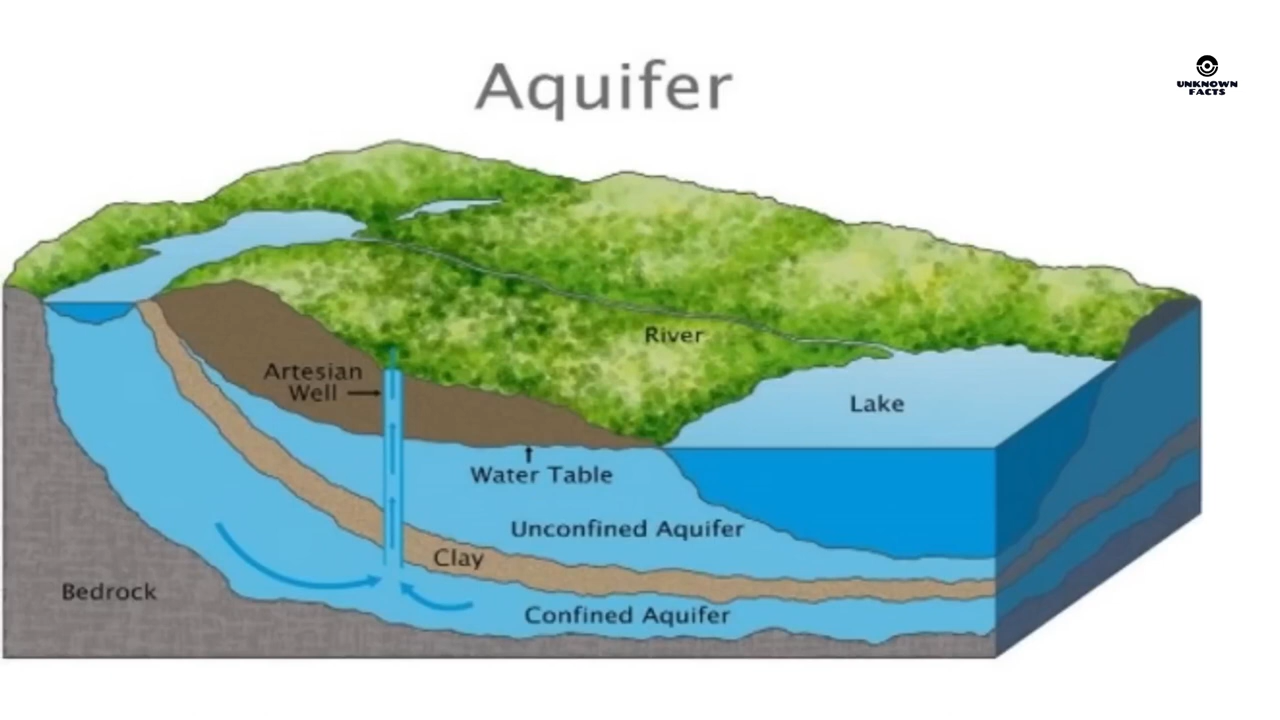 Aquifer
UNKNOWN
FACTS
River
Artesian
Well
Lake
Water Table
Unconfined Aquifer
Clay
Bedrock
Confined Aquifer